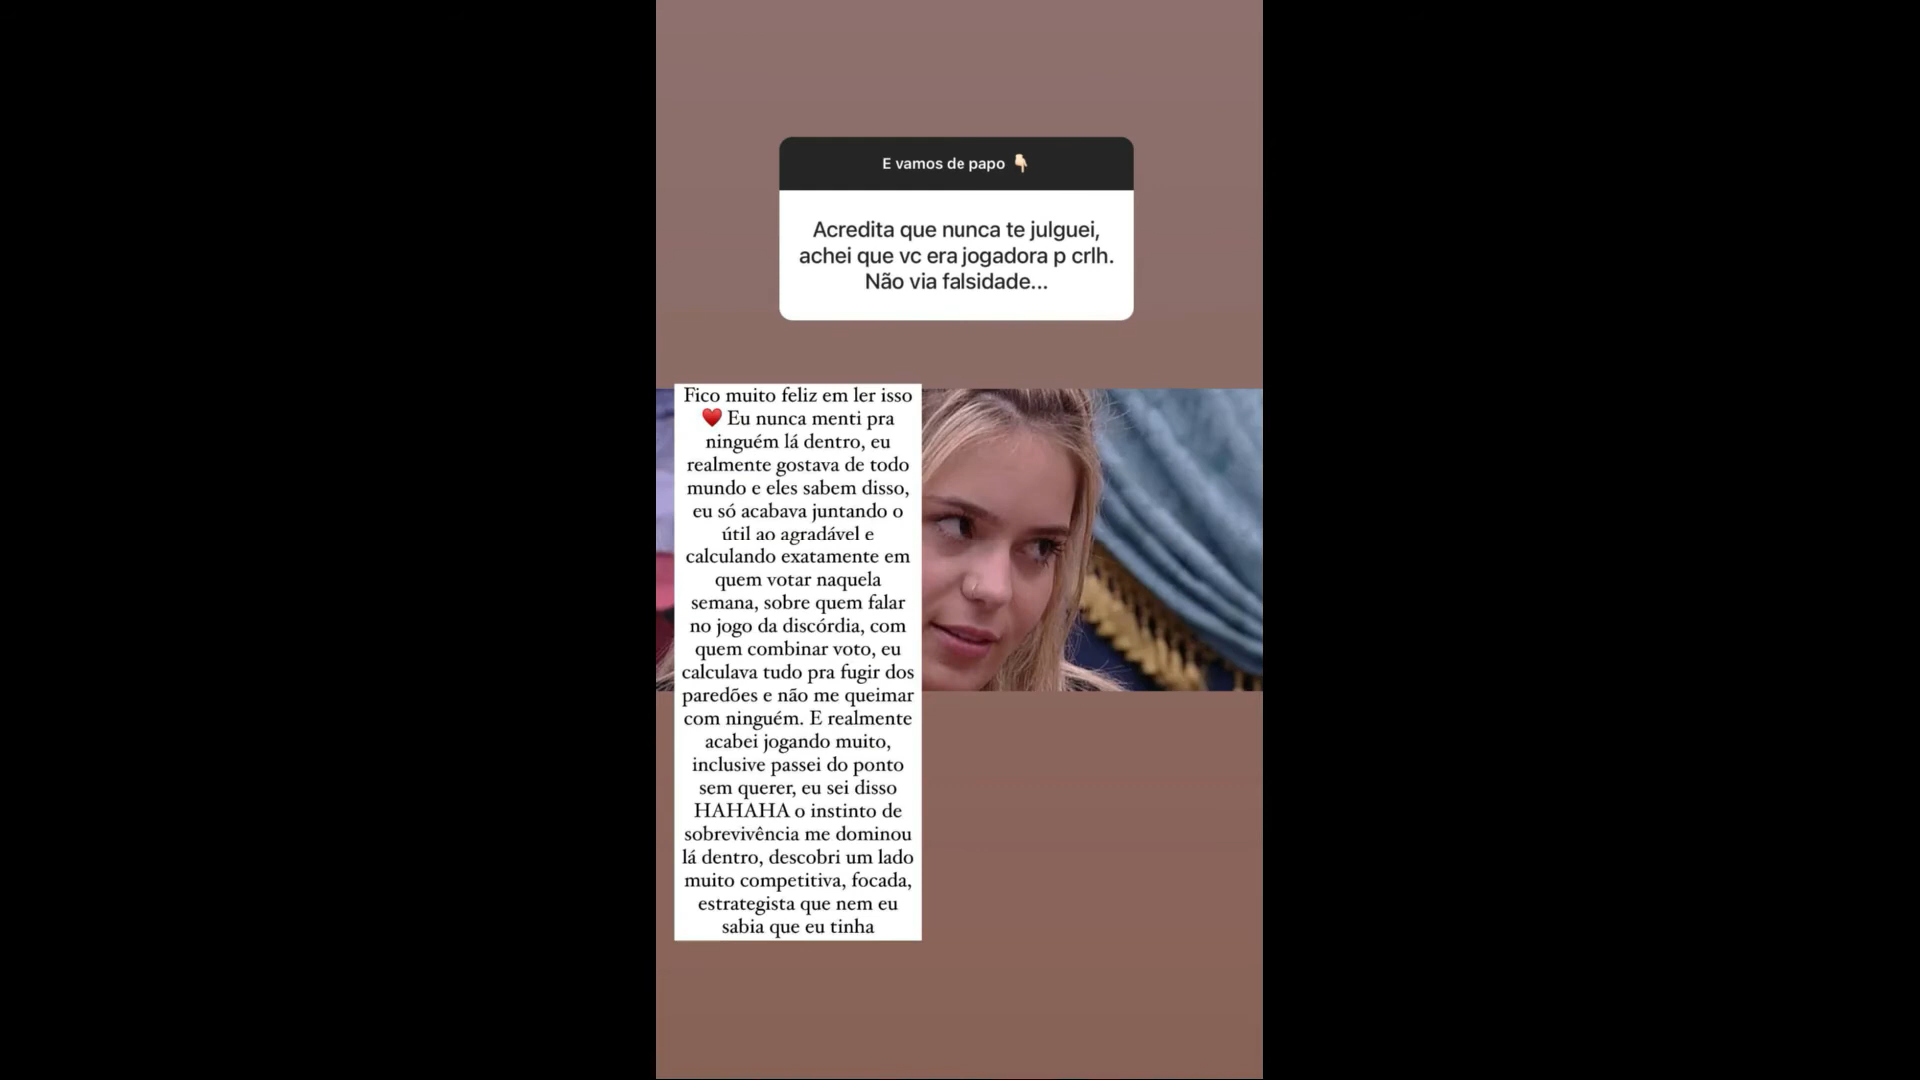 E vamos de papo 👇🏻
Acredita que nunca te julguei,
achei que vc era jogadora p crlh.
Não via falsidade...
Fico muito feliz em ler isso
♥️ Eu nunca menti pra
ninguém lá dentro, eu
realmente gostava de todo
mundo e eles sabem disso,
eu só acabava juntando o
útil ao agradável e
calculando exatamente em
quem votar naquela
semana, sobre quem falar
no jogo da discórdia, com
quem combinar voto, eu
calculava tudo pra fugir dos
paredões e não me queimar
com ninguém. E realmente
acabei jogando muito,
inclusive passei do ponto
sem querer, eu sei disso
HAHAHA o instinto de
sobrevivência me dominou
lá dentro, descobri um lado
muito competitiva, focada,
estrategista que nem eu
sabia que eu tinha